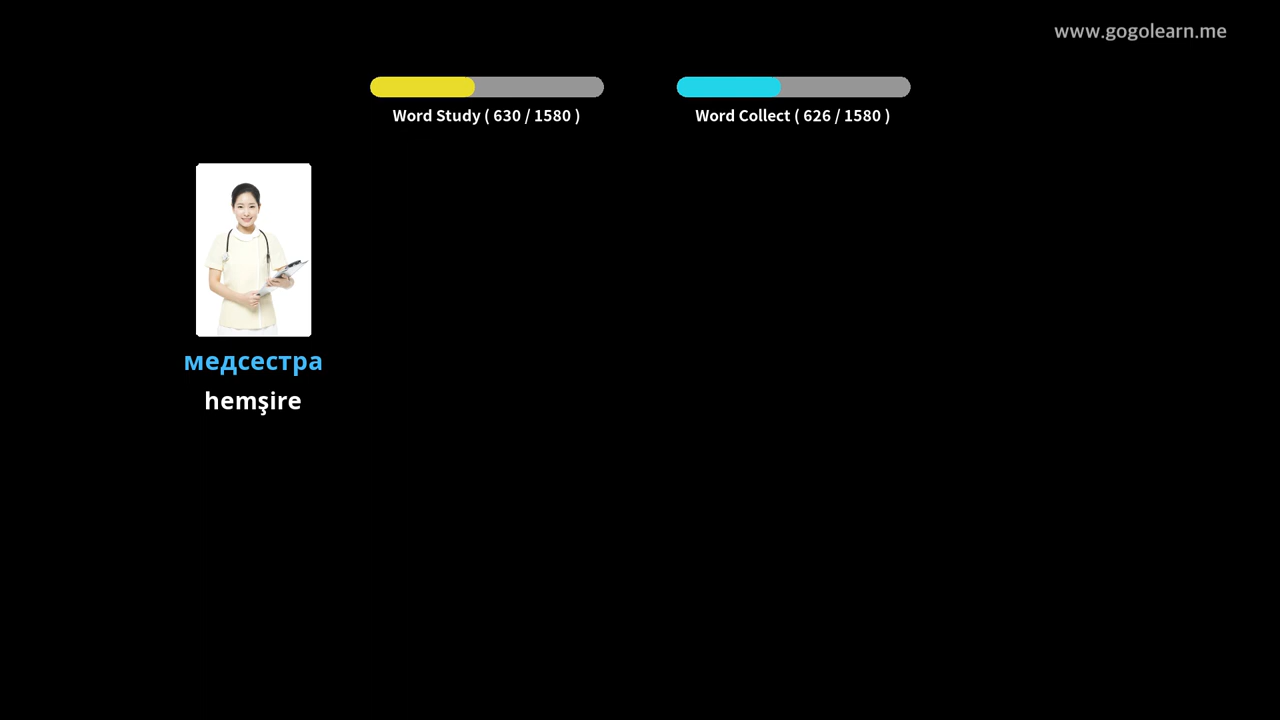 www.gogolearn.me
Word Study ( 630 / 1580 )
Word Collect ( 626 / 1580 )
медсестра
hemşire